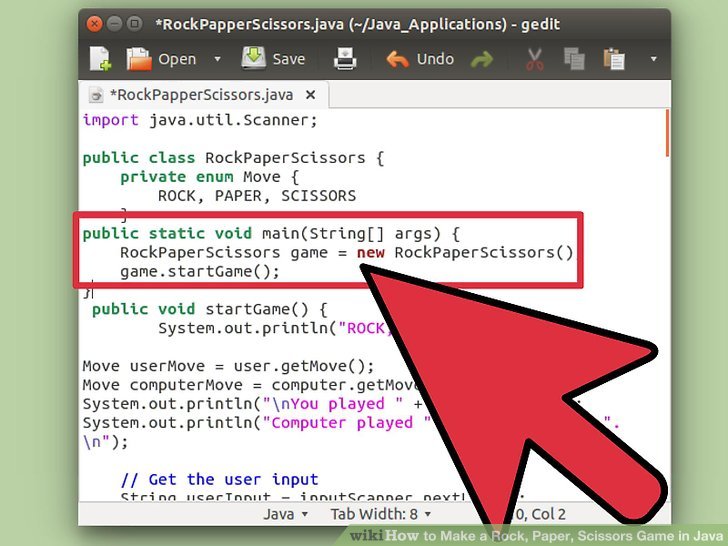 *RockPapperScissors.java (~/Java_Applications) - gedit
Open Save Undo
*RockPapperScissors.java ×
import java.util.Scanner;
public class RockPaperScissors {
private enum Move {
ROCK, PAPER, SCISSORS
}
public static void main(String[] args) {
RockPaperScissors game = new RockPaperScissors()
game.startGame();
}
public void startGame() {
System.out.println("ROCK,
Move userMove = user.getMove();
Move computerMove = computer.getMove
System.out.println("\nYou played " + ;
System.out.println("Computer played " ".
\n");
// Get the user input
String userInput = inputScanner.nextL
Java Tab Width: 8 0, Col 2
wikiHow to Make a Rock, Paper, Scissors Game in Java